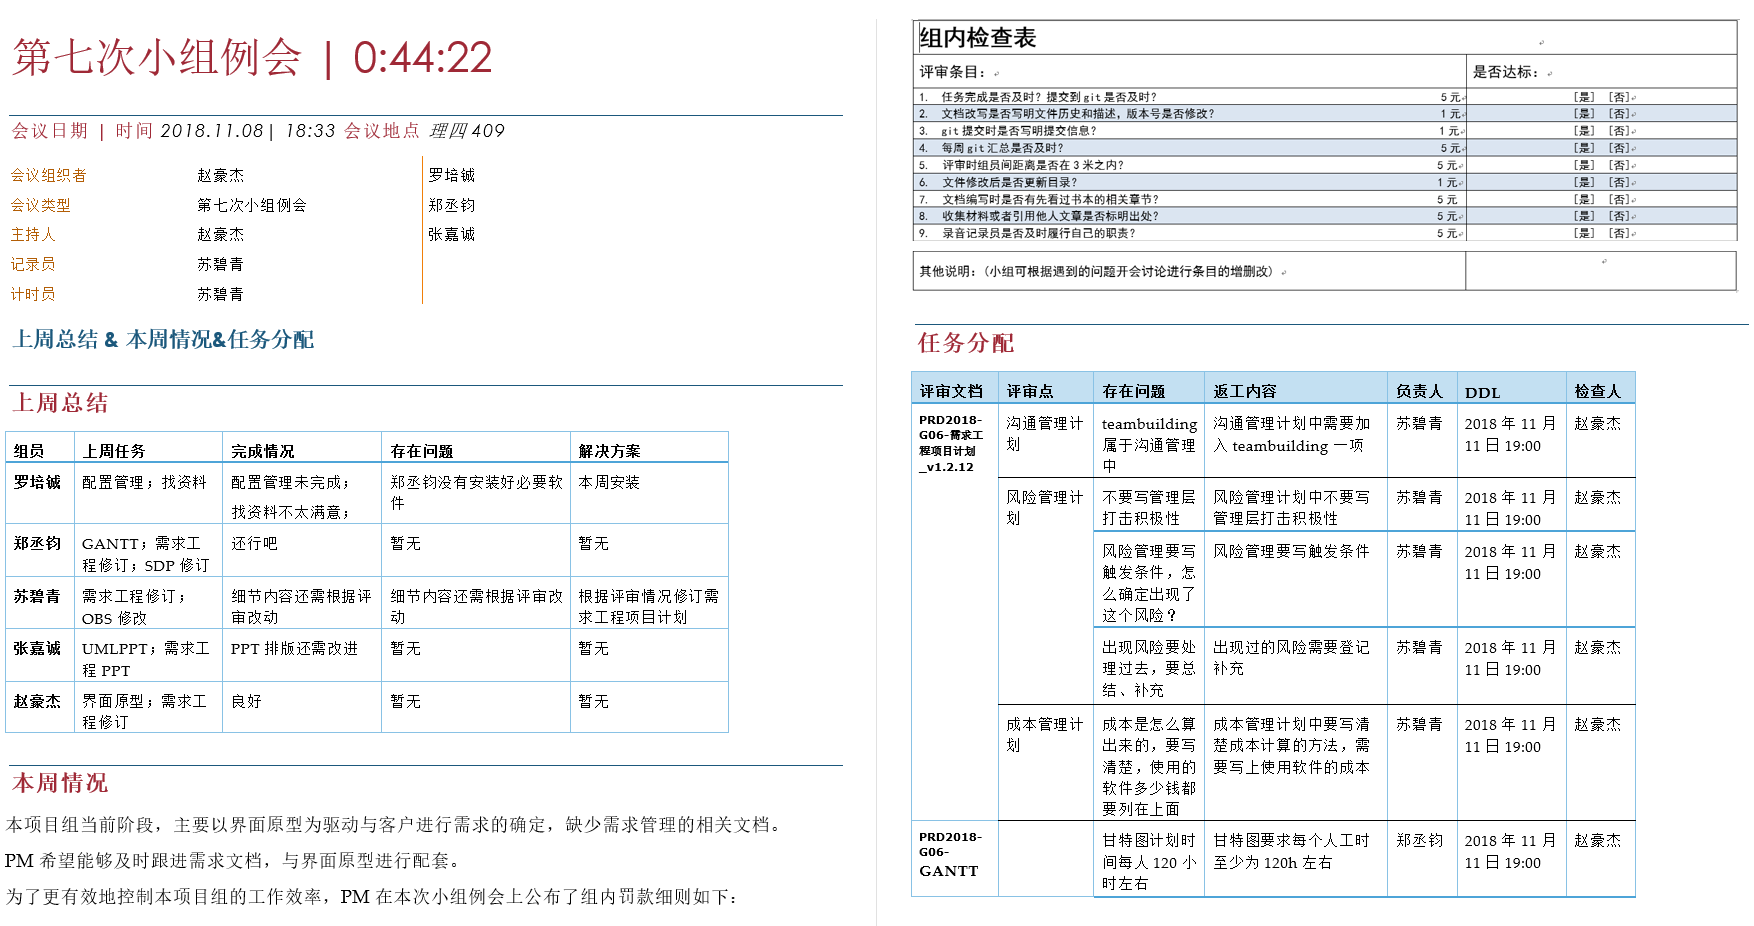 第七次小组例会 | 0:44:22
会议日期 | 时间 2018.11.08| 18:33 会议地点 理四 409
会议组织者 赵豪杰 罗培铖
会议类型 第七次小组例会 郑丞钧
主持人 赵豪杰 张嘉诚
记录员 苏碧青
计时员 苏碧青
上周总结 & 本周情况&任务分配
上周总结
组员 上周任务 完成情况 存在问题 解决方案
罗培铖 配置管理；找资料 配置管理未完成； 郑丞钧没有安装好必要软 本周安装
找资料不太满意； 件
郑丞钧 GANTT；需求工 还行吧 暂无 暂无
程修订；SDP 修订
苏碧青 需求工程修订； 细节内容还需根据评 细节内容还需根据评审改 根据评审情况修订需
OBS 修改 审改动 动 求工程项目计划
张嘉诚 UMLPPT；需求工 PPT 排版还需改进 暂无 暂无
程 PPT
赵豪杰 界面原型；需求工 良好 暂无 暂无
程修订
本周情况
本项目组当前阶段，主要以界面原型为驱动与客户进行需求的确定，缺少需求管理的相关文档。
PM 希望能够及时跟进需求文档，与界面原型进行配套。
为了更有效地控制本项目组的工作效率，PM 在本次小组例会上公布了组内罚款细则如下：
组内检查表
评审条目： 是否达标：
1. 任务完成是否及时？提交到 git 是否及时？ 5 元 [是] [否]
2. 文档改写是否写明文件历史和描述，版本号是否修改？ 1 元 [是] [否]
3. git 提交时是否写明提交信息？ 1 元 [是] [否]
4. 每周 git 汇总是否及时？ 5 元 [是] [否]
5. 评审时组员间距离是否在 3 米之内？ 5 元 [是] [否]
6. 文件修改后是否更新目录？ 1 元 [是] [否]
7. 文档编写时是否有先看过书本的相关章节？ 5 元 [是] [否]
8. 收集材料或者引用他人文章是否标明出处？ 5 元 [是] [否]
9. 录音记录员是否及时履行自己的职责？ 5 元 [是] [否]
其他说明：（小组可根据遇到的问题开会讨论进行条目的增删改）
任务分配
评审文档 评审点 存在问题 返工内容 负责人 DDL 检查人
PRD2018- 沟通管理计 teambuilding 沟通管理计划中需要加 苏碧青 2018 年 11 月 赵豪杰
G06-需求工 划 属于沟通管理 入 teambuilding 一项 11 日 19:00
程项目计划 中
_v1.2.12
风险管理计 不要写管理层 风险管理计划中不要写 苏碧青 2018 年 11 月 赵豪杰
划 打击积极性 管理层打击积极性 11 日 19:00
风险管理要写 风险管理要写触发条件 苏碧青 2018 年 11 月 赵豪杰
触发条件，怎 11 日 19:00
么确定出现了
这个风险？
出现风险要处 出现过的风险需要登记 苏碧青 2018 年 11 月 赵豪杰
理过去，要总 补充 11 日 19:00
结、补充
成本管理计 成本是怎么算 成本管理计划中要写清 苏碧青 2018 年 11 月 赵豪杰
划 出来的，要写 楚成本计算的方法，需 11 日 19:00
清楚，使用的 要写上使用软件的成本
软件多少钱都
要列在上面
PRD2018- 甘特图计划时 甘特图要求每个人工时 郑丞钧 2018 年 11 月 赵豪杰
G06- 间每人 120 小 至少为 120h 左右 11 日 19:00
GANTT 时左右